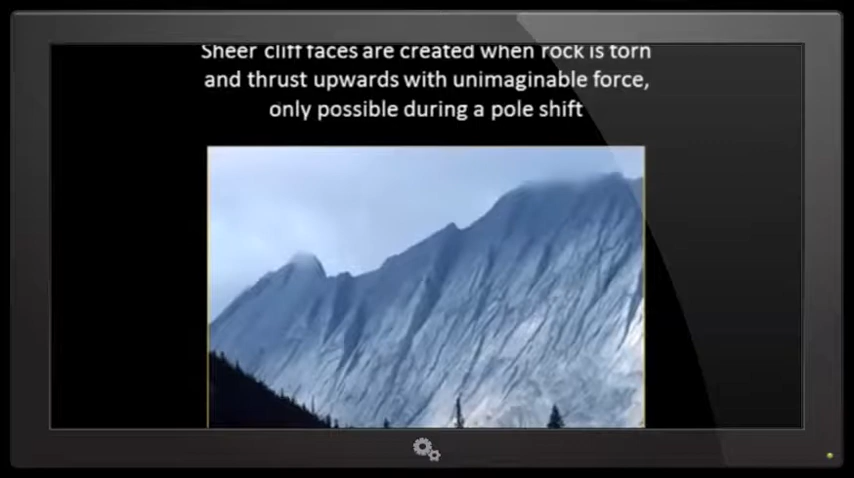 Sheer cliff faces are created when rock is torn
and thrust upwards with unimaginable force,
only possible during a pole shift